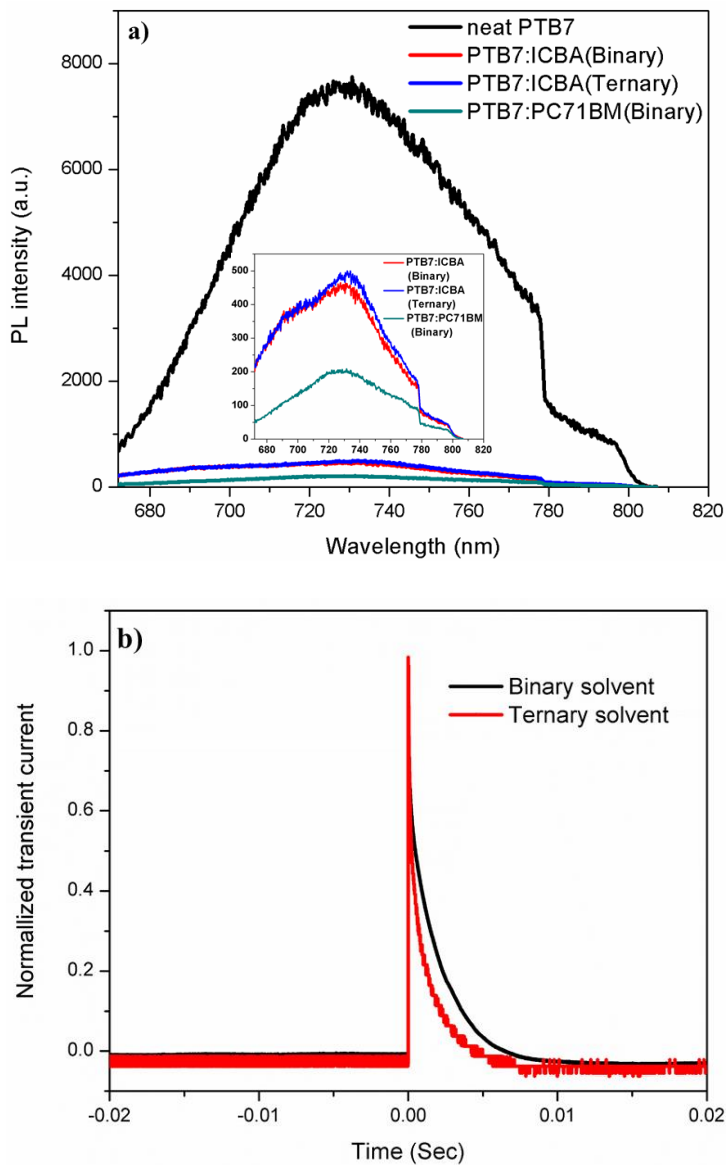 a)
neat PTB7
PTB7:ICBA(Binary)
PTB7:ICBA(Ternary)
PTB7:PC71BM(Binary)
8000
6000
4000
2000
0
PL intensity (a.u.)
500
400
300
200
100
0
PTB7:ICBA
(Binary)
PTB7:ICBA
(Ternary)
PTB7:PC71BM
(Binary)
680 700 720 740 760 780 800 820
680 700 720 740 760 780 800 820
Wavelength (nm)
b)
Binary solvent
Ternary solvent
1.0
0.8
0.6
0.4
0.2
0.0
Normallized transient current
-0.02 -0.01 0.00 0.01 0.02
Time (Sec)